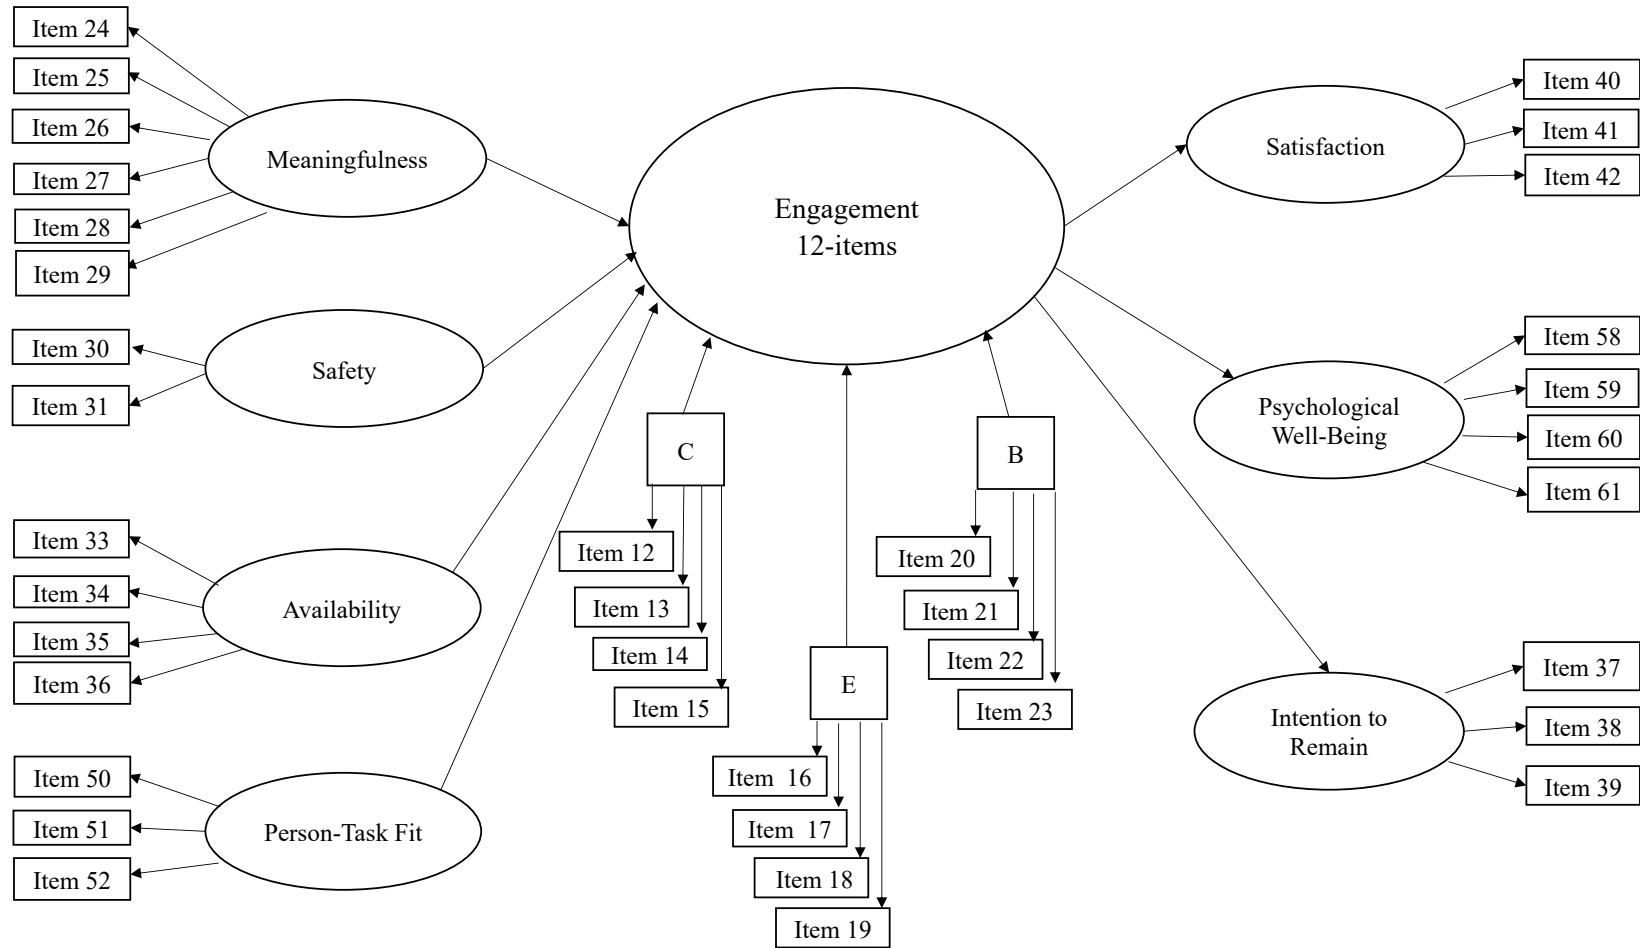 Item 24
Item 25
Item 26
Item 27
Item 28
Item 29
Meaningfulness
Item 30
Item 31
Safety
Item 33
Item 34
Item 35
Item 36
Availability
Item 50
Item 51
Item 52
Person-Task Fit
Engagement
12-items
C
Item 12
Item 13
Item 14
Item 15
E
Item  16
Item  17
Item 18
Item 19
B
Item 20
Item 21
Item 22
Item 23
Satisfaction
Item 40
Item 41
Item 42
Psychological
Well-Being
Item 58
Item 59
Item 60
Item 61
Intention to
Remain
Item 37
Item 38
Item 39